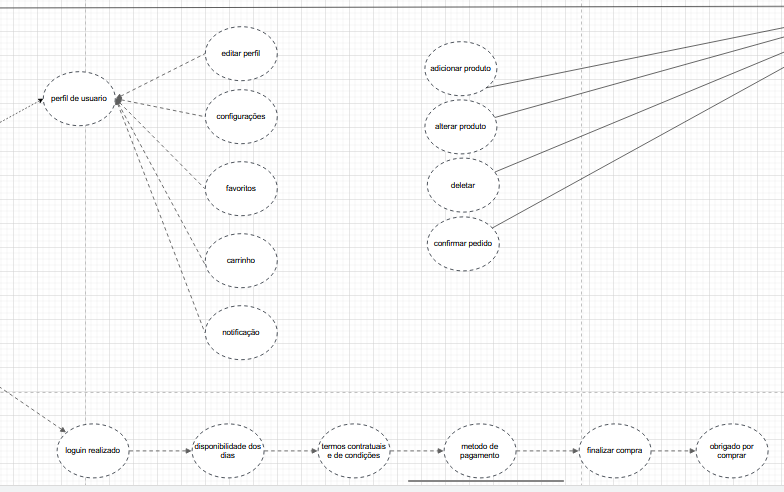 editar perfil
perfil de usuario
configurações
favoritos
carrinho
notificação
adicionar produto
alterar produto
deletar
confirmar pedido
loguin realizado
disponibilidade dos
dias
termos contratuais
e de condições
metodo de
pagamento
finalizar compra
obrigado por
comprar